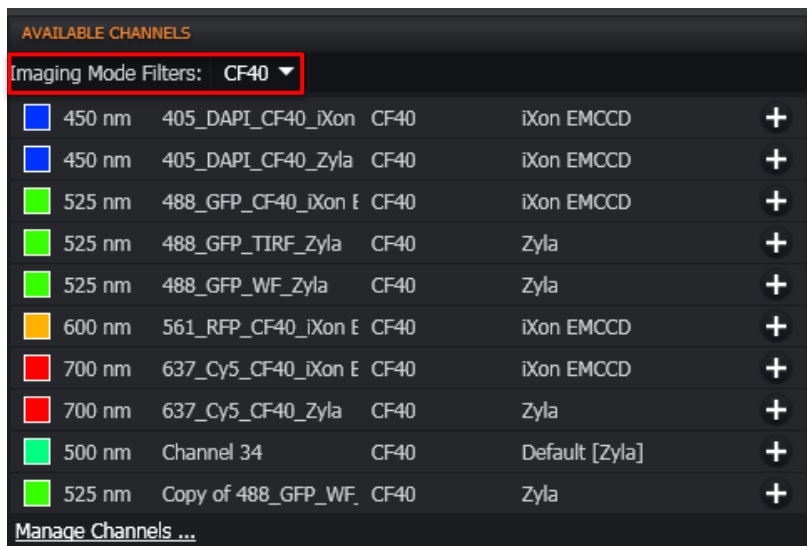 AVAILABLE CHANNELS
Imaging Mode Filters: CF40
450 nm 405_DAPI_CF40_iXon CF40 iXon EMCCD
450 nm 405_DAPI_CF40_Zyla CF40 iXon EMCCD
525 nm 488_GFP_CF40_iXon E CF40 iXon EMCCD
525 nm 488_GFP_TIRF_Zyla CF40 Zyla
525 nm 488_GFP_WF_Zyla CF40 Zyla
600 nm 561_RFP_CF40_iXon E CF40 iXon EMCCD
700 nm 637_Cy5_CF40_iXon E CF40 iXon EMCCD
700 nm 637_Cy5_CF40_Zyla CF40 Zyla
500 nm Channel 34 CF40 Default [Zyla]
525 nm Copy of 488_GFP_WF_ CF40 Zyla
Manage Channels ...